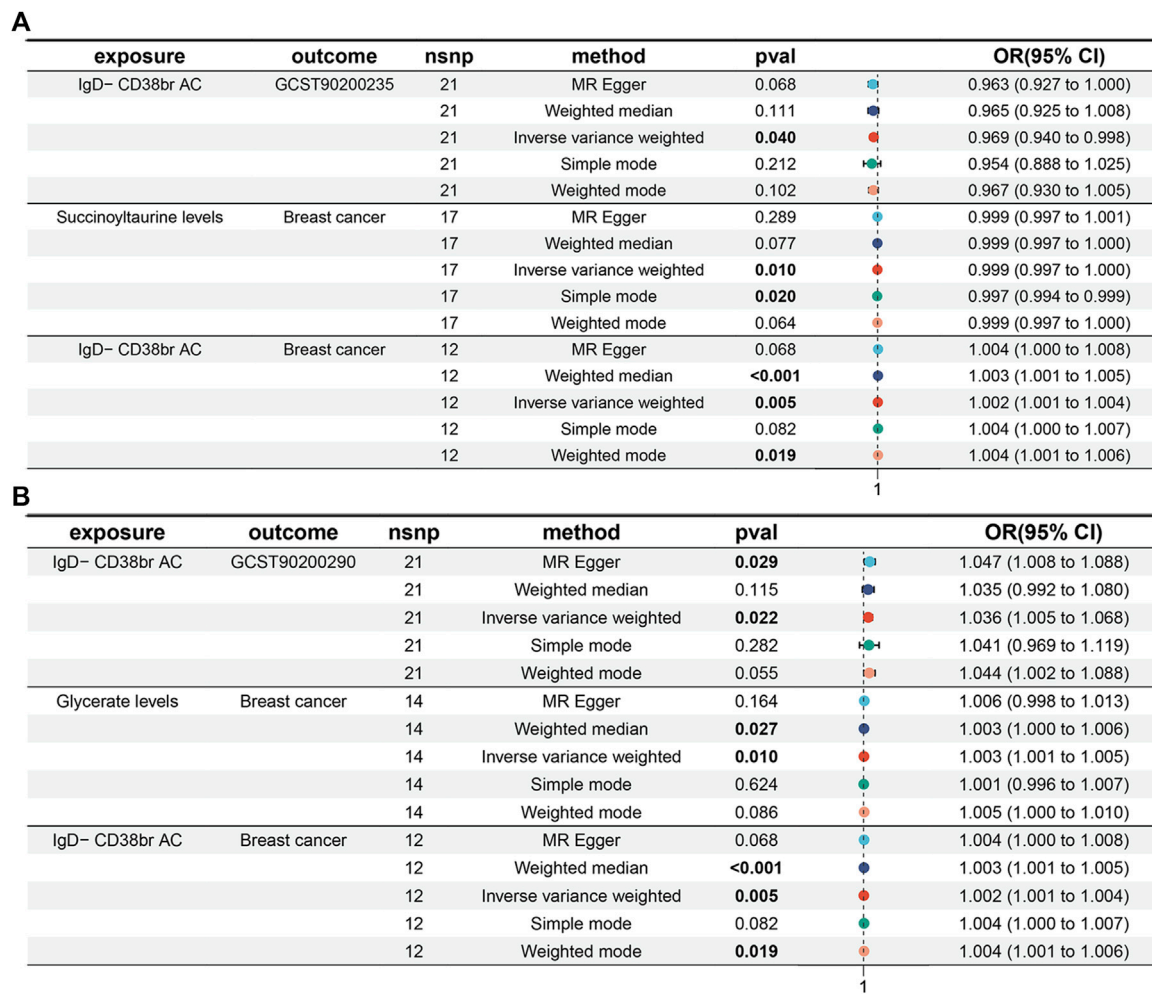 A
exposure outcome nsnp method pval OR(95% CI)
IgD− CD38br AC GCST90200235 21 MR Egger 0.068 0.963 (0.927 to 1.000)
21 Weighted median 0.111 0.965 (0.925 to 1.008)
21 Inverse variance weighted 0.040 0.969 (0.940 to 0.998)
21 Simple mode 0.212 0.954 (0.888 to 1.025)
21 Weighted mode 0.102 0.967 (0.930 to 1.005)
Succinoyltaurine levels Breast cancer 17 MR Egger 0.289 0.999 (0.997 to 1.001)
17 Weighted median 0.077 0.999 (0.997 to 1.000)
17 Inverse variance weighted 0.010 0.999 (0.997 to 1.000)
17 Simple mode 0.020 0.997 (0.994 to 0.999)
17 Weighted mode 0.064 0.999 (0.997 to 1.000)
IgD− CD38br AC Breast cancer 12 MR Egger 0.068 1.004 (1.000 to 1.008)
12 Weighted median <0.001 1.003 (1.001 to 1.005)
12 Inverse variance weighted 0.005 1.002 (1.001 to 1.004)
12 Simple mode 0.082 1.004 (1.000 to 1.007)
12 Weighted mode 0.019 1.004 (1.001 to 1.006)
1
B
exposure outcome nsnp method pval OR(95% CI)
IgD− CD38br AC GCST90200290 21 MR Egger 0.029 1.047 (1.008 to 1.088)
21 Weighted median 0.115 1.035 (0.992 to 1.080)
21 Inverse variance weighted 0.022 1.036 (1.005 to 1.068)
21 Simple mode 0.282 1.041 (0.969 to 1.119)
21 Weighted mode 0.055 1.044 (1.002 to 1.088)
Glycerate levels Breast cancer 14 MR Egger 0.164 1.006 (0.998 to 1.013)
14 Weighted median 0.027 1.003 (1.000 to 1.006)
14 Inverse variance weighted 0.010 1.003 (1.001 to 1.005)
14 Simple mode 0.624 1.001 (0.996 to 1.007)
14 Weighted mode 0.086 1.005 (1.000 to 1.010)
IgD− CD38br AC Breast cancer 12 MR Egger 0.068 1.004 (1.000 to 1.008)
12 Weighted median <0.001 1.003 (1.001 to 1.005)
12 Inverse variance weighted 0.005 1.002 (1.001 to 1.004)
12 Simple mode 0.082 1.004 (1.000 to 1.007)
12 Weighted mode 0.019 1.004 (1.001 to 1.006)
1